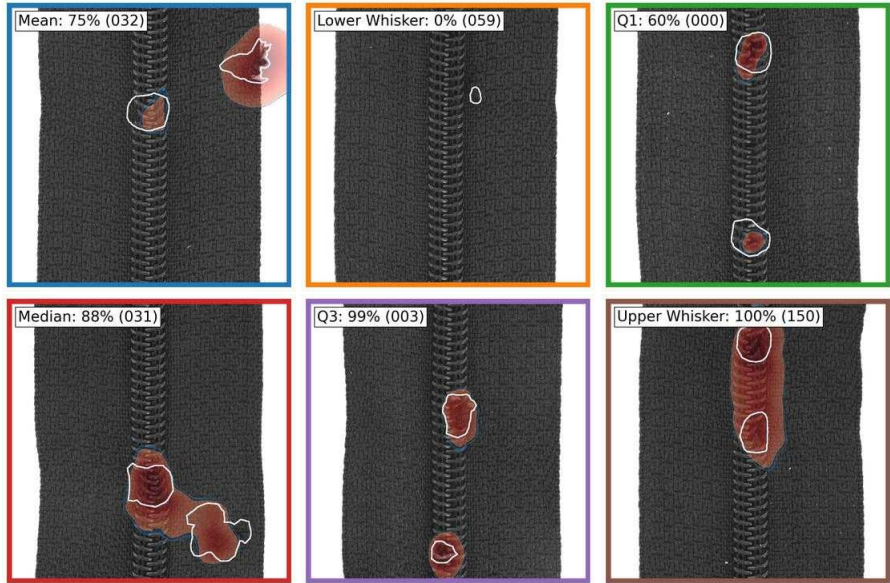 Mean: 75% (032)
Lower Whisker: 0% (059)
Q1: 60% (000)
Median: 88% (031)
Q3: 99% (003)
Upper Whisker: 100% (150)